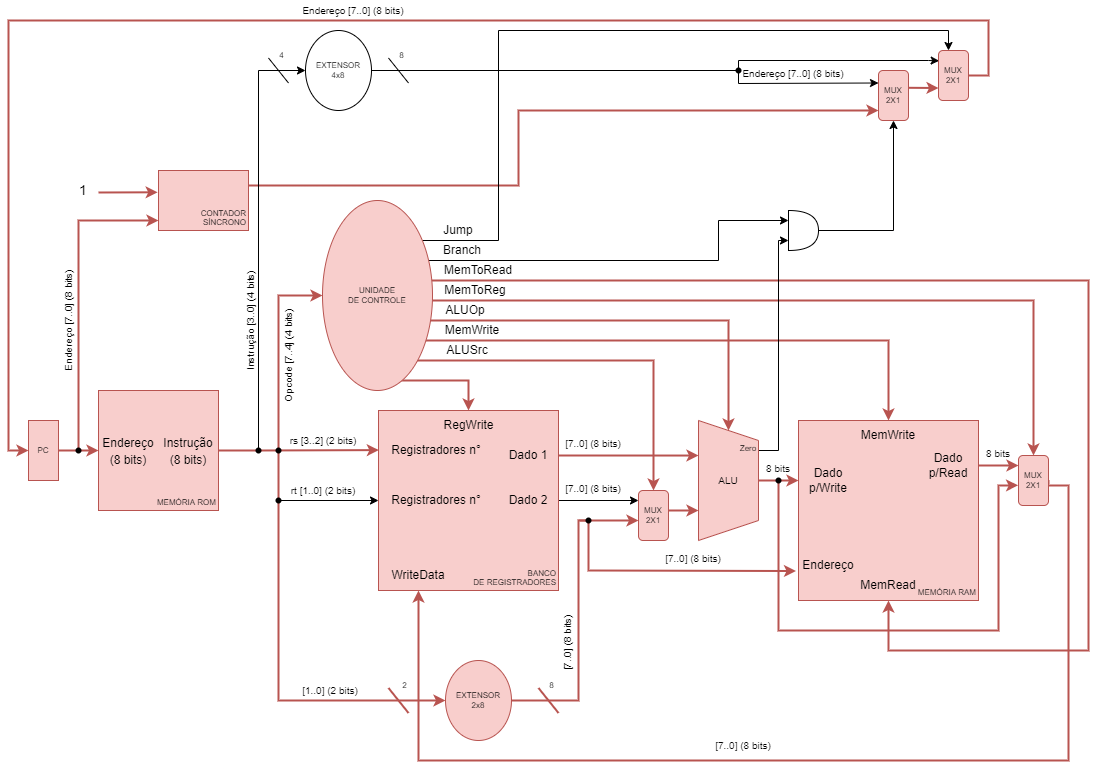 Endereço [7..0] (8 bits)
4
EXTENSOR
4x8
8
Endereço [7..0] (8 bits)
MUX
2X1
MUX
2X1
1
CONTADOR
SÍNCRONO
Endereço [7..0] (8 bits)
Instrução [3..0] (4 bits)
Opcode [7..4] (4 bits)
UNIDADE
DE CONTROLE
Jump
Branch
MemToRead
MemToReg
ALUOp
MemWrite
ALUSrc
PC
Endereço
(8 bits)
Instrução
(8 bits)
MEMÓRIA ROM
rs [3..2] (2 bits)
rt [1..0] (2 bits)
RegWrite
Registradores n°
Dado 1
Registradores n°
Dado 2
WriteData
BANCO
DE REGISTRADORES
[7..0] (8 bits)
[7..0] (8 bits)
MUX
2X1
Zero
ALU
8 bits
[7..0] (8 bits)
MemWrite
Dado
p/Write
Dado
p/Read
Endereço
MemRead
MEMÓRIA RAM
8 bits
MUX
2X1
[7..0] (8 bits)
[1..0] (2 bits)
2
EXTENSOR
2x8
8
[7..0] (8 bits)